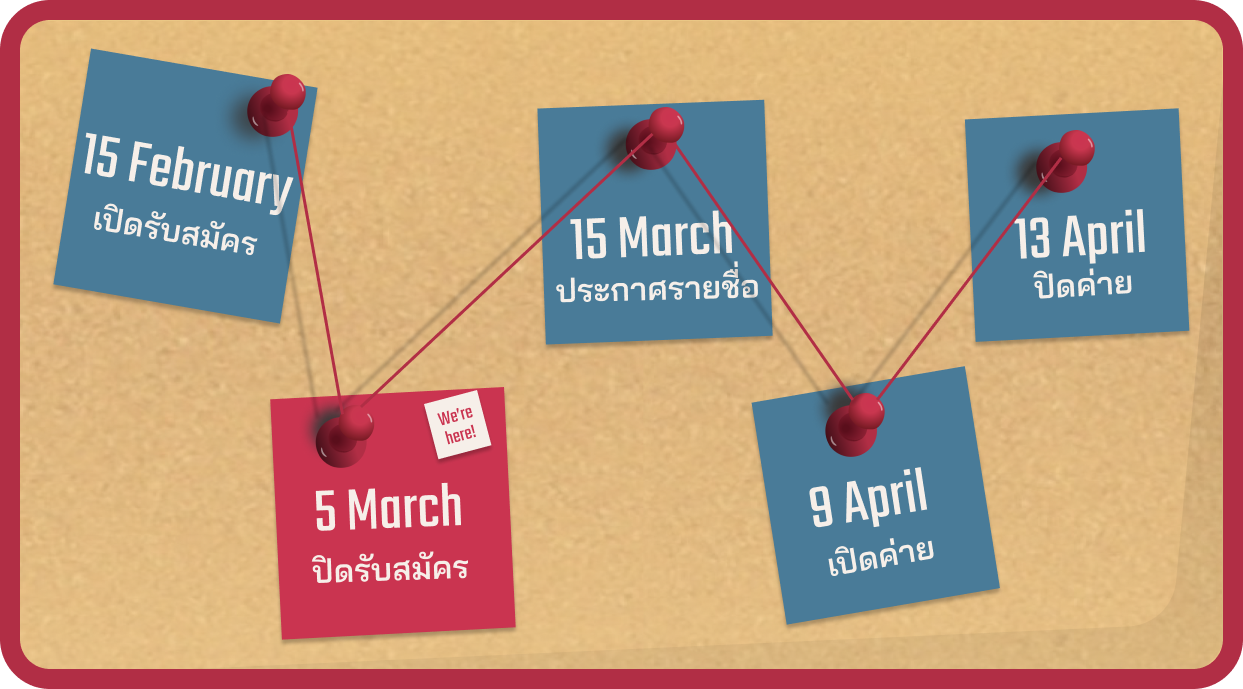 15 February
เปิดรับสมัคร
5 March
ปิดรับสมัคร
We're
here!
15 March
ประกาศรายชื่อ
9 April
เปิดค่าย
13 April
ปิดค่าย